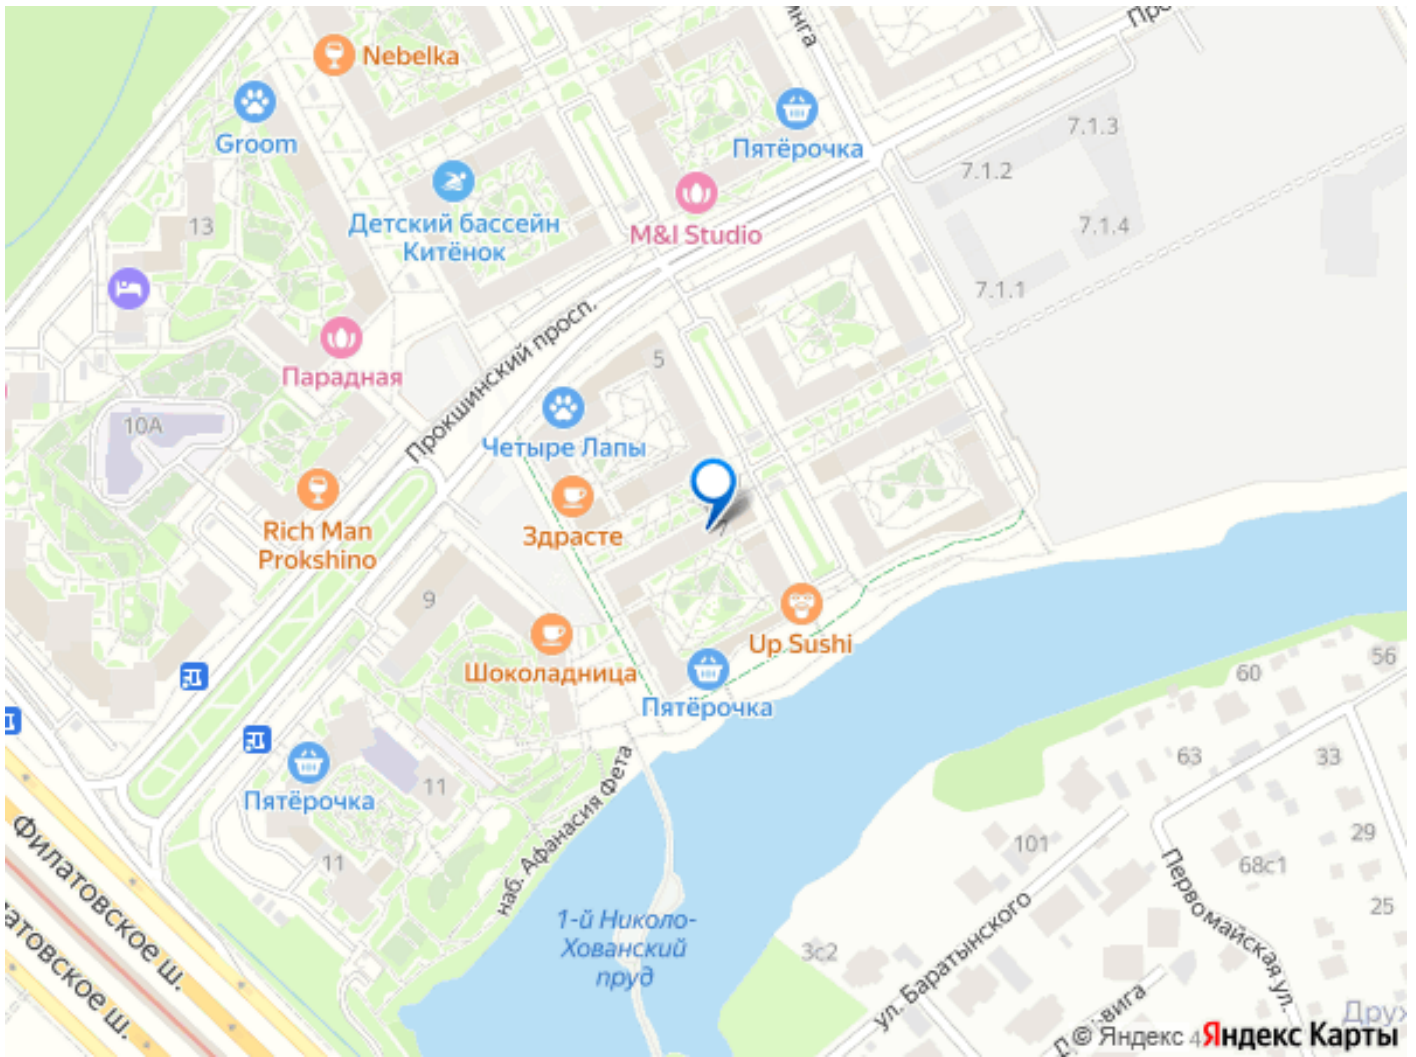 Nebelka
Groom
Пятёрочка
7.1.3
7.1.2
13
Детский бассейн
Китёнок
M&I Studio
7.1.4
7.1.1
Парадная
Прокшинский просп.
5
10А
Четыре Лапы
Rich Man
Prokshino
Здрасте
7
9
Шоколадница
Up Sushi
Пятёрочка
56
60
63
33
11
Пятёрочка
наб. Афанасия Фета
101
29
68с1
11
Филатовское ш.
Первомайская ул.
25
1-й Николо-
Хованский
пруд
3с2
ул. Баратынского
© Яндекс
Яндекс Карты